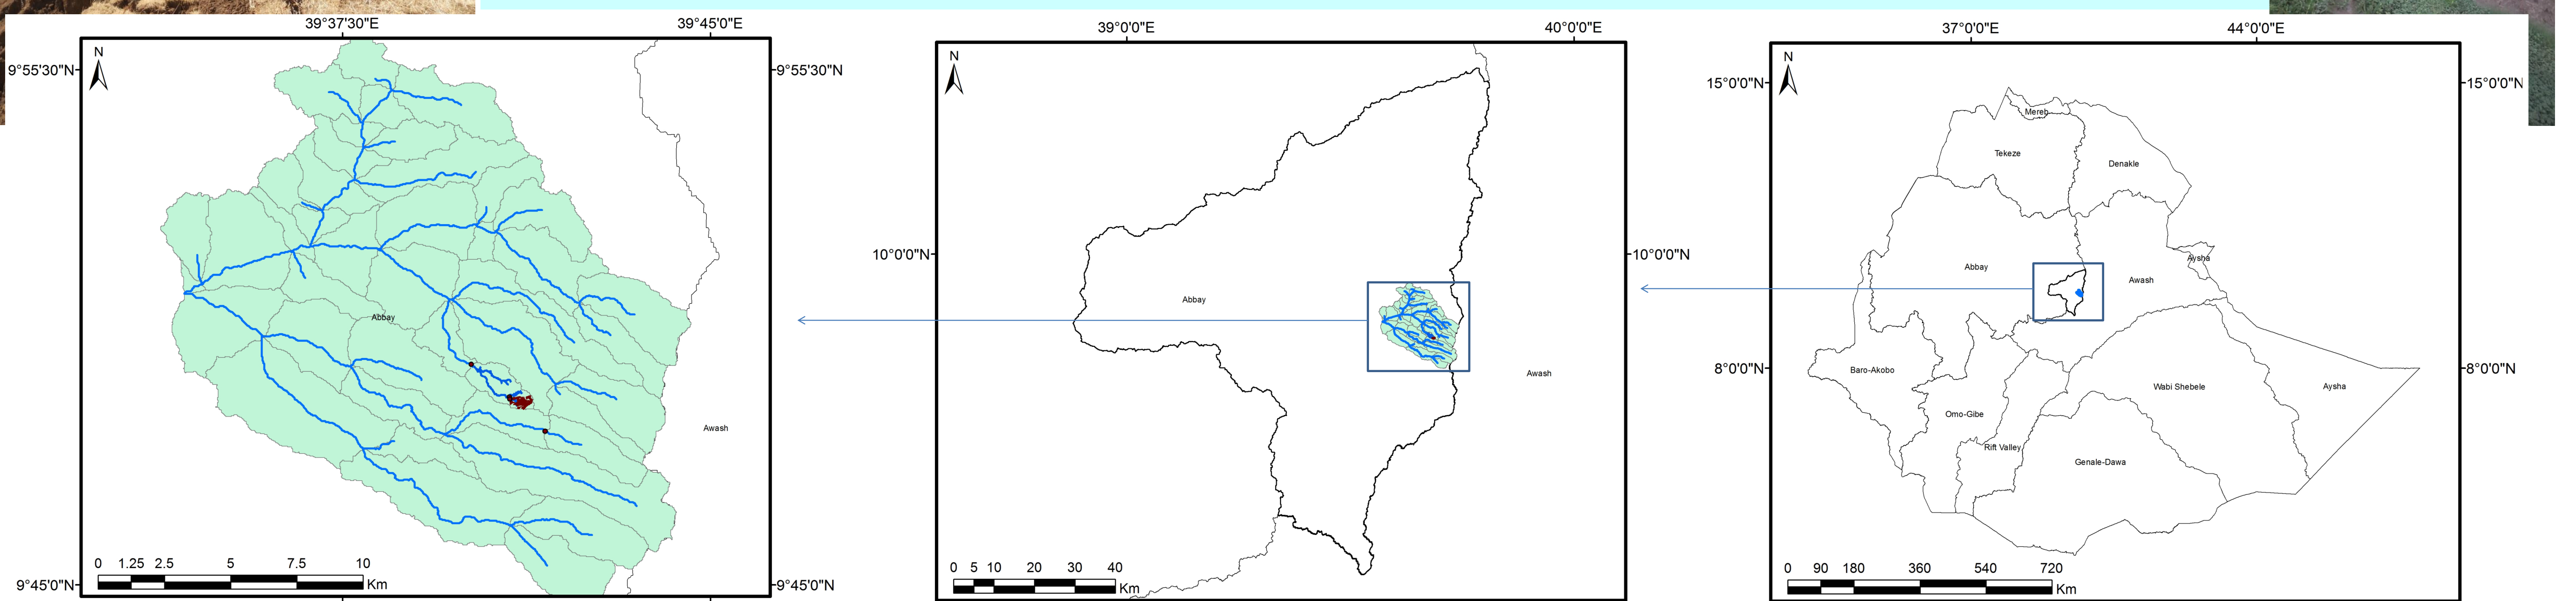 39°37'30"E
39°45'0"E
N
9°55'30"N
9°55'30"N
Abbay
Awash
0 1.25 2.5 5 7.5 10
Km
9°45'0"N
9°45'0"N
39°0'0"E
40°0'0"E
N
10°0'0"N
10°0'0"N
Abbay
Awash
0 5 10 20 30 40
Km
37°0'0"E
44°0'0"E
N
15°0'0"N
15°0'0"N
Mereb
Tekeze
Denakle
Aysha
Abbay
Awash
8°0'0"N
8°0'0"N
Baro-Akobo
Wabi Shebele
Aysha
Omo-Gibe
Rift Valley
Genale-Dawa
0 90 180 360 540 720
Km